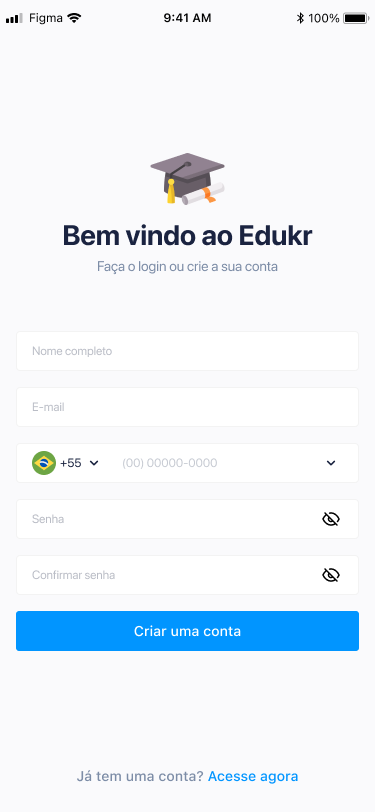 Figma 9:41 AM 100%
Bem vindo ao Edukr
Faça o login ou crie a sua conta
Nome completo
E-mail
+55 (00) 00000-0000
Senha
Confirmar senha
Criar uma conta
Já tem uma conta? Acesse agora